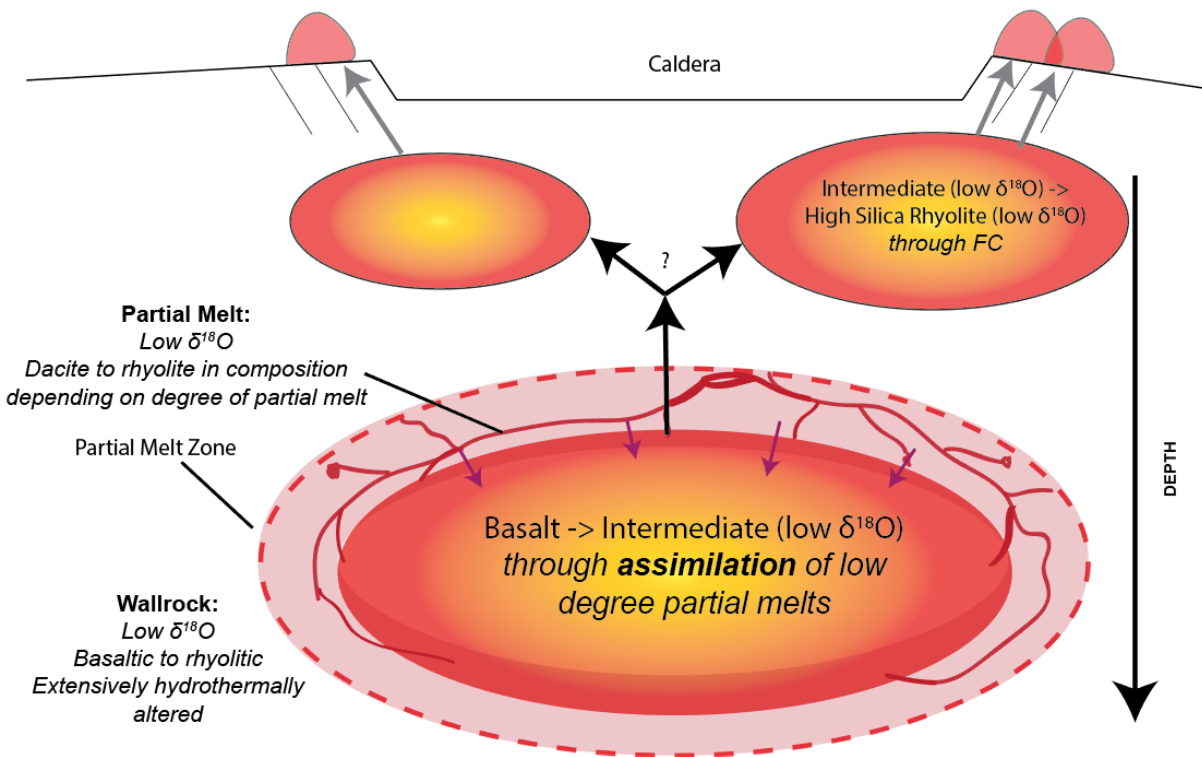 Caldera
Intermediate (low δ¹⁸O) ->
High Silica Rhyolite (low δ¹⁸O)
through FC
?
Partial Melt:
Low δ¹⁸O
Dacite to rhyolite in composition
depending on degree of partial melt
Partial Melt Zone
DEPTH
Basalt -> Intermediate (low δ¹⁸O)
through assimilation of low
degree partial melts
Wallrock:
Low δ¹⁸O
Basaltic to rhyolitic
Extensively hydrothermally
altered